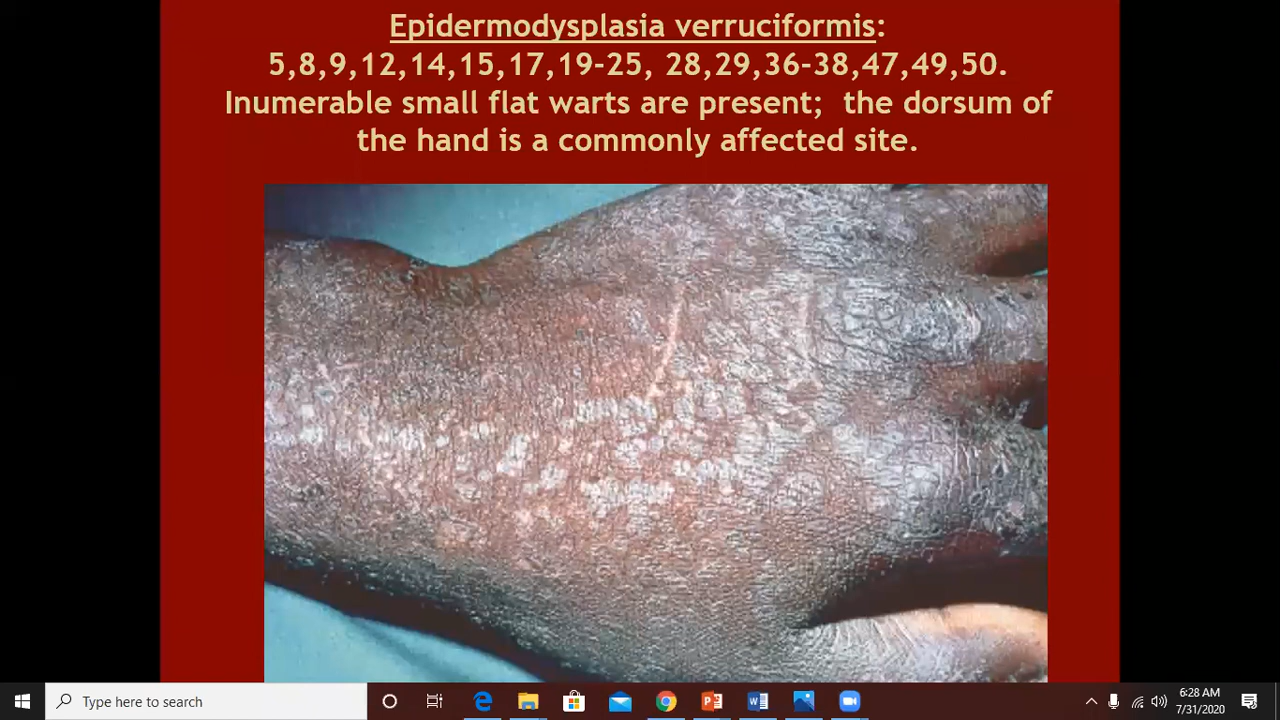 Epidermodysplasia verruciformis:
5,8,9,12,14,15,17,19-25, 28,29,36-38,47,49,50.
Inumerable small flat warts are present;  the dorsum of
the hand is a commonly affected site.
Type here to search
6:28 AM
7/31/2020